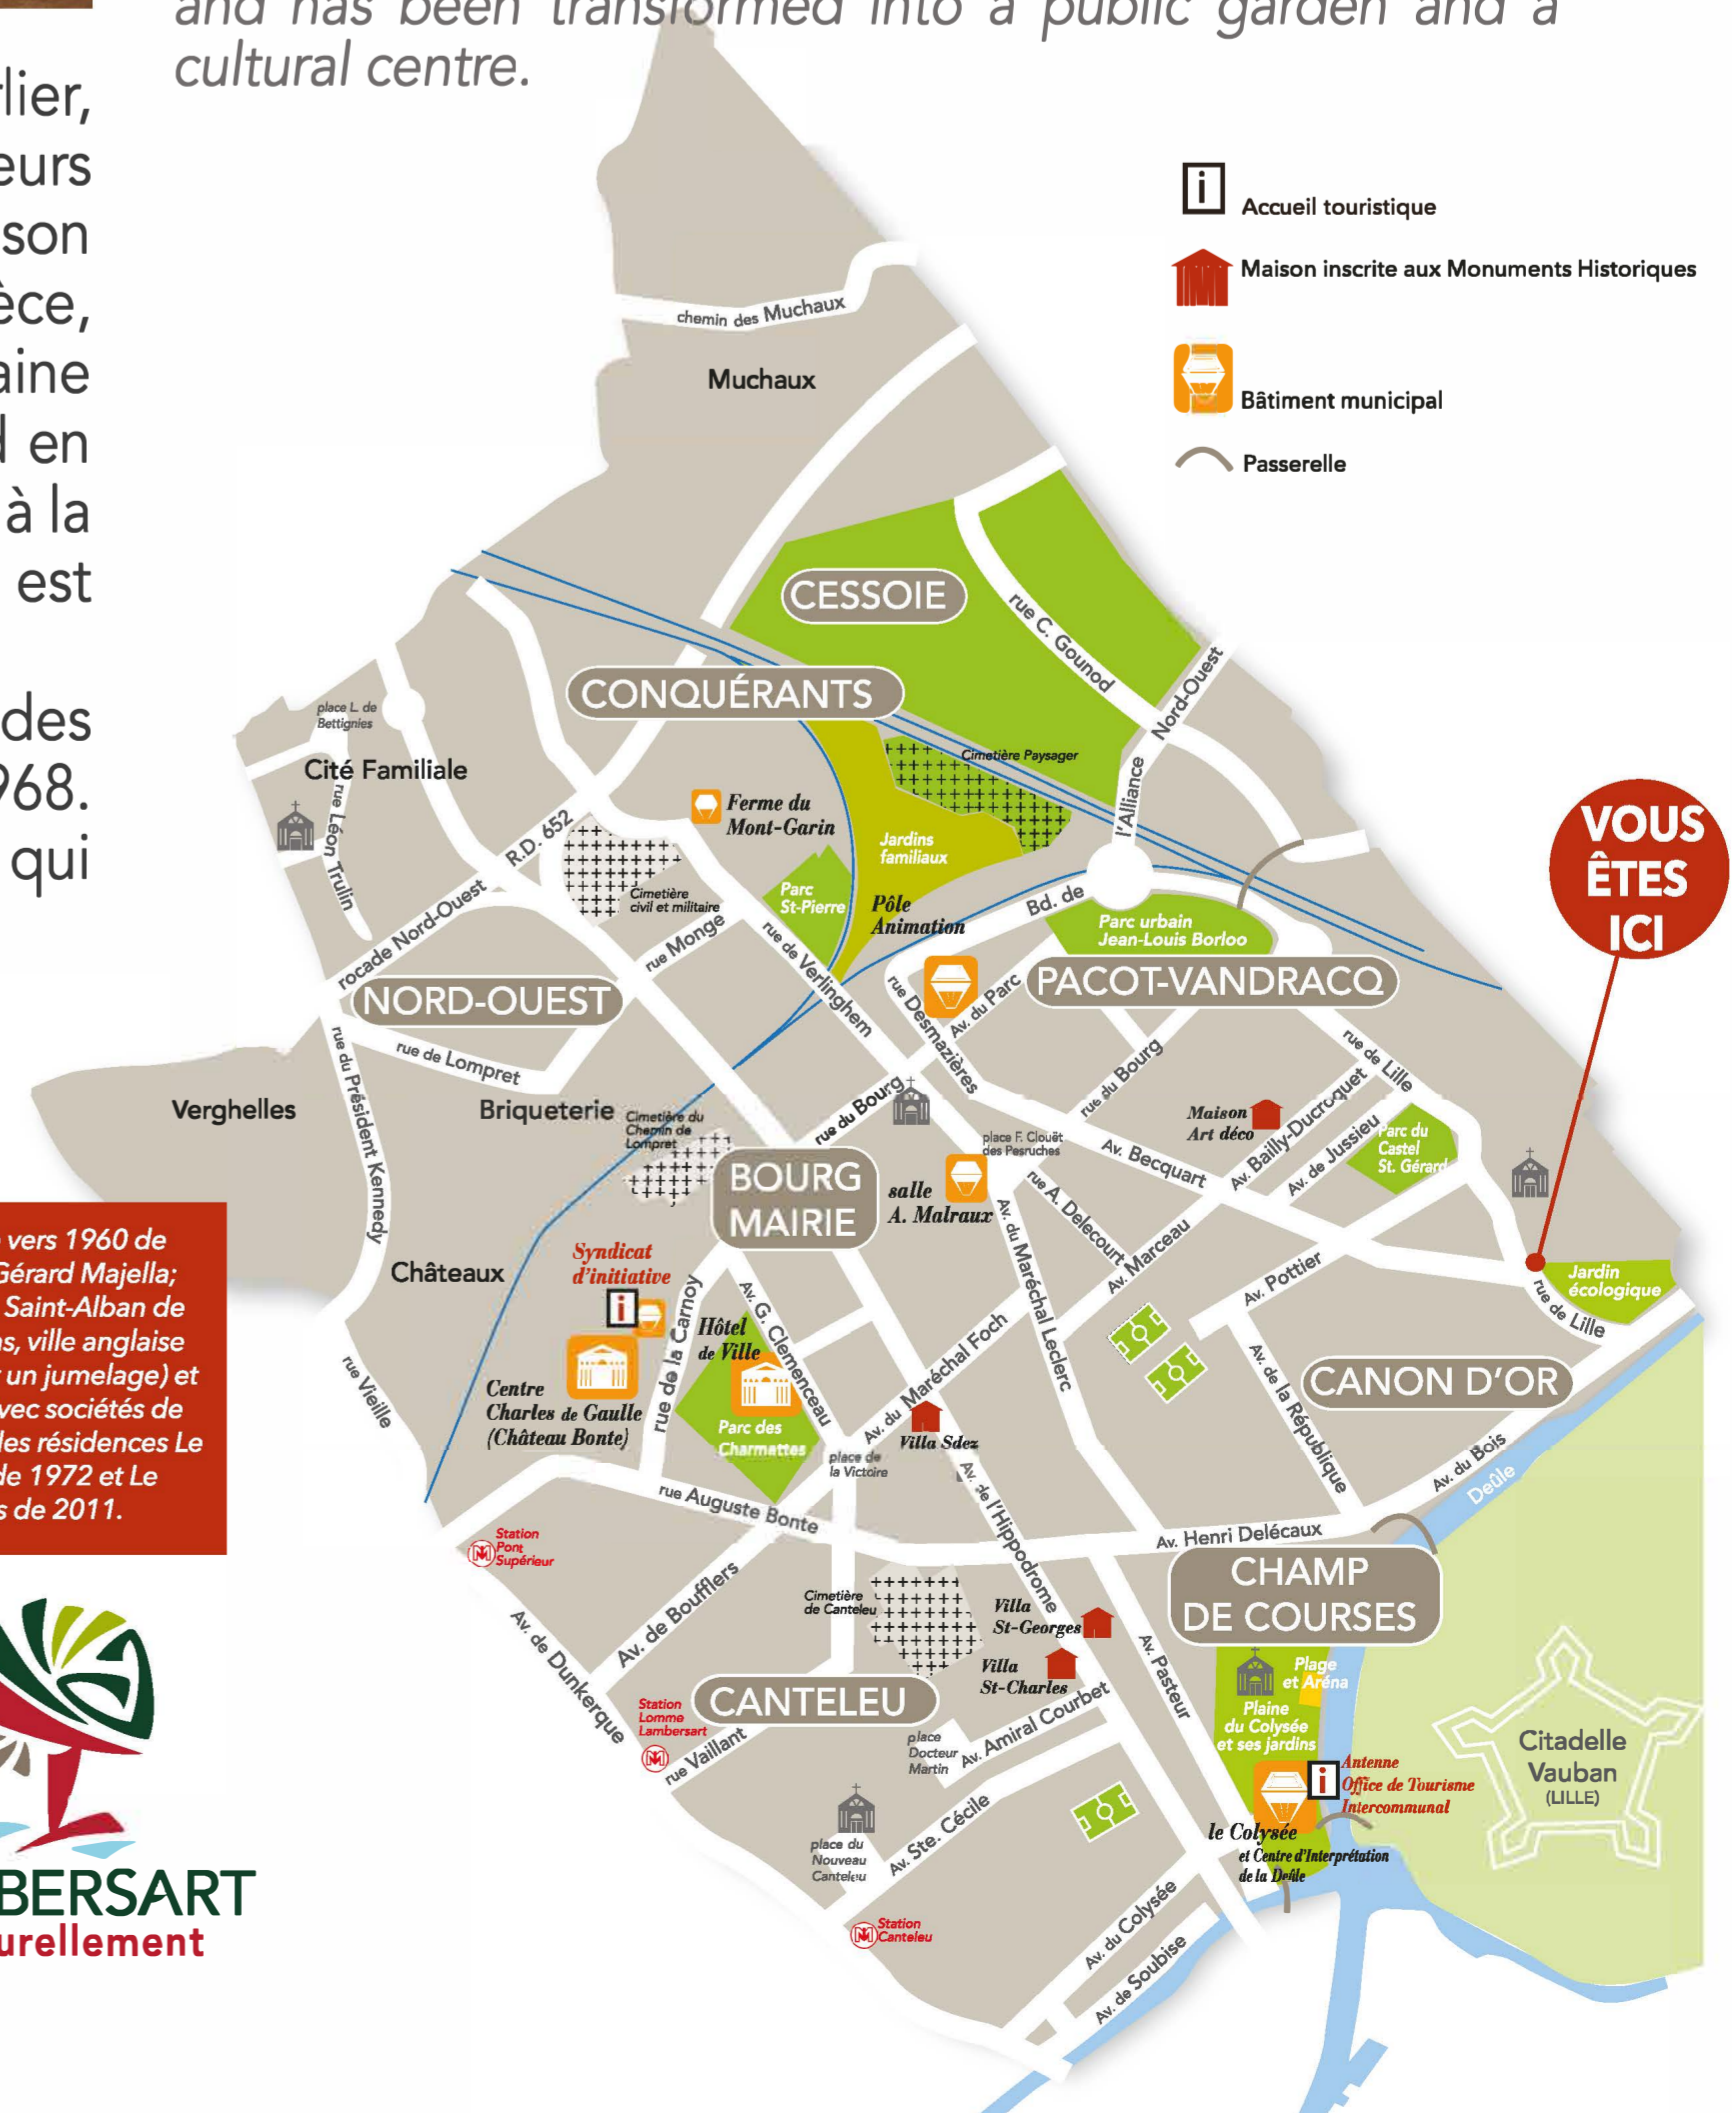 and has been transformed into a public garden and a
cultural centre.
lier,
eurs
son
èce,
aine
en
à la
est
des
968.
qui
Accueil touristique
Maison inscrite aux Monuments Historiques
Bâtiment municipal
Passerelle
chemin des Muchaux
Muchaux
CESSOIE
rue C. Gounod
Nord-Ouest
l'Alliance
CONQUÉRANTS
place L. de
Bettignies
Cité Familiale
rue Léon Trulin
Cimetière Paysager
Ferme du
Mont-Garin
Jardins
familiaux
R.D. 652
rocade Nord-Ouest
Cimetière
civil et militaire
Parc
St-Pierre
Pôle
Animation
Bd. de
Parc urbain
Jean-Louis Borloo
VOUS
ÊTES
ICI
rue Monge
rue de Verlinghem
NORD-OUEST
PACOT-VANDRACQ
rue Desmazières
Av. du Parc
rue du Président Kennedy
rue de Lompret
rue du Bourg
rue de Lille
Verghelles
Briqueterie
Cimetière du
Chemin de
Lompret
rue du Bourg
place F. Clouët
des Pesruches
Maison
Art déco
Av. Bailly-Ducroquet
Av. de Jussieu
Parc du
Castel
St. Gérard
Av. Becquart
BOURG
MAIRIE
salle
A. Malraux
rue A. Delecourt
Av. Marceau
Av. du Maréchal Leclerc
Av. Pottier
vers 1960 de
Gérard Majella;
Saint-Alban de
s, ville anglaise
un jumelage) et
vec sociétés de
les résidences Le
de 1972 et Le
s de 2011.
Châteaux
Syndicat
d'initiative
i
rue de la Carnoy
Av. G. Clemenceau
Hôtel
de Ville
Parc des
Charmettes
Centre
Charles de Gaulle
(Château Bonte)
rue Vieille
Av. du Maréchal Foch
Villa Sdez
place de
la Victoire
Jardin
écologique
rue de Lille
Av. de la République
CANON D'OR
Av. du Bois
Deûle
rue Auguste Bonte
Av. de l'Hippodrome
Av. Henri Delécaux
Station
Pont
Supérieur
Av. de Boufflers
Av. de Dunkerque
Cimetière
de Canteleu
Villa
St-Georges
Villa
St-Charles
CHAMP
DE COURSES
Av. Pasteur
Plage
et Aréna
Plaine
du Colysée
et ses jardins
Station
Lomme
Lambersart
CANTELEU
rue Vaillant
place
Docteur
Martin
Av. Amiral Courbet
Antenne
Office de Tourisme
Intercommunal
i
le Colysée
et Centre d'Interprétation
de la Deûle
Citadelle
Vauban
(LILLE)
place du
Nouveau
Canteleu
Av. Ste. Cécile
Station
Canteleu
Av. du Colysée
Av. de Soubise
BERSART
urellement